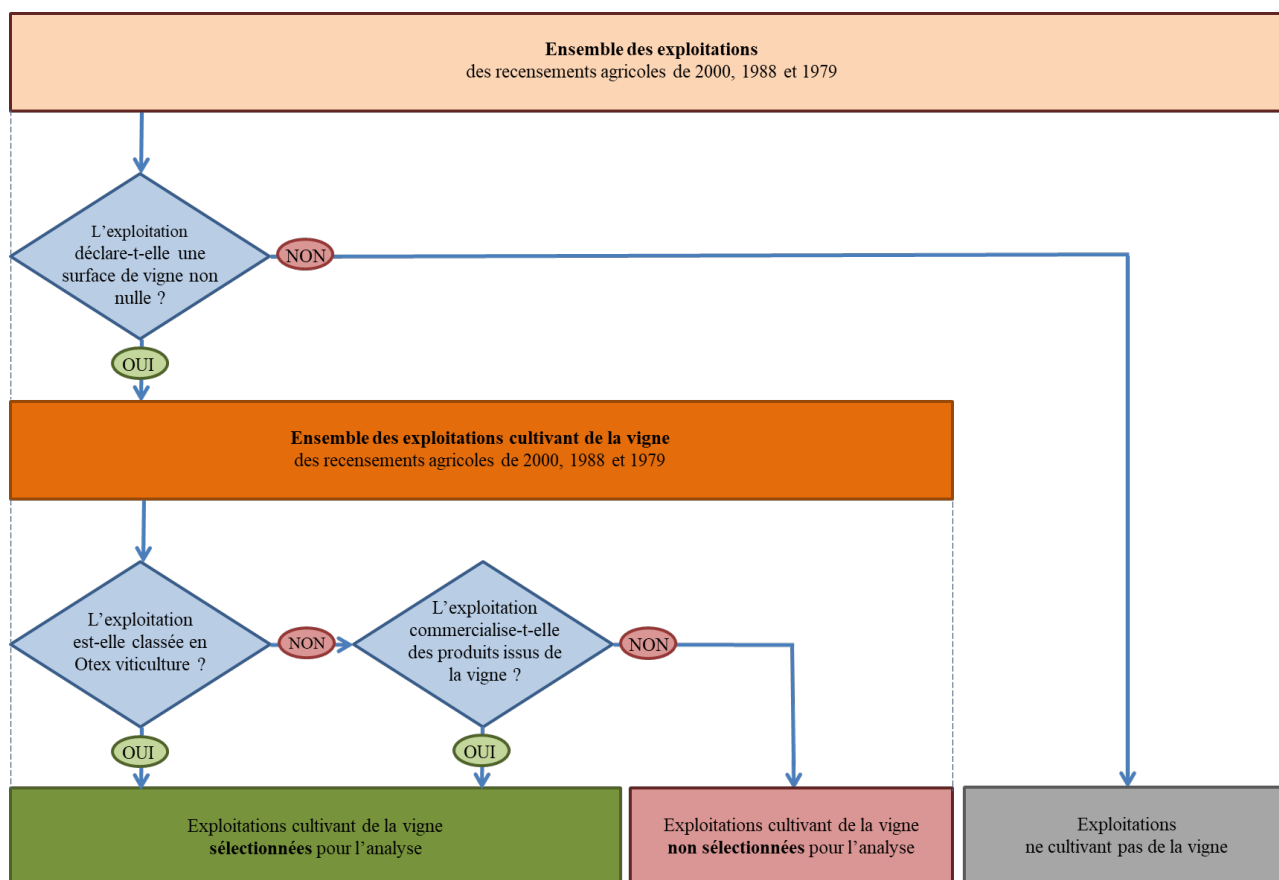 Ensemble des exploitations
des recensements agricoles de 2000, 1988 et 1979
L’exploitation
déclare-t-elle une
surface de vigne non
nulle ?
NON
OUI
Ensemble des exploitations cultivant de la vigne
des recensements agricoles de 2000, 1988 et 1979
L’exploitation
est-elle classée en
Otex viticulture ?
NON
L’exploitation
commercialise-t-elle
des produits issus de
la vigne ?
NON
OUI
OUI
Exploitations cultivant de la vigne
sélectionnées pour l’analyse
Exploitations cultivant de la vigne
non sélectionnées pour l’analyse
Exploitations
ne cultivant pas de la vigne